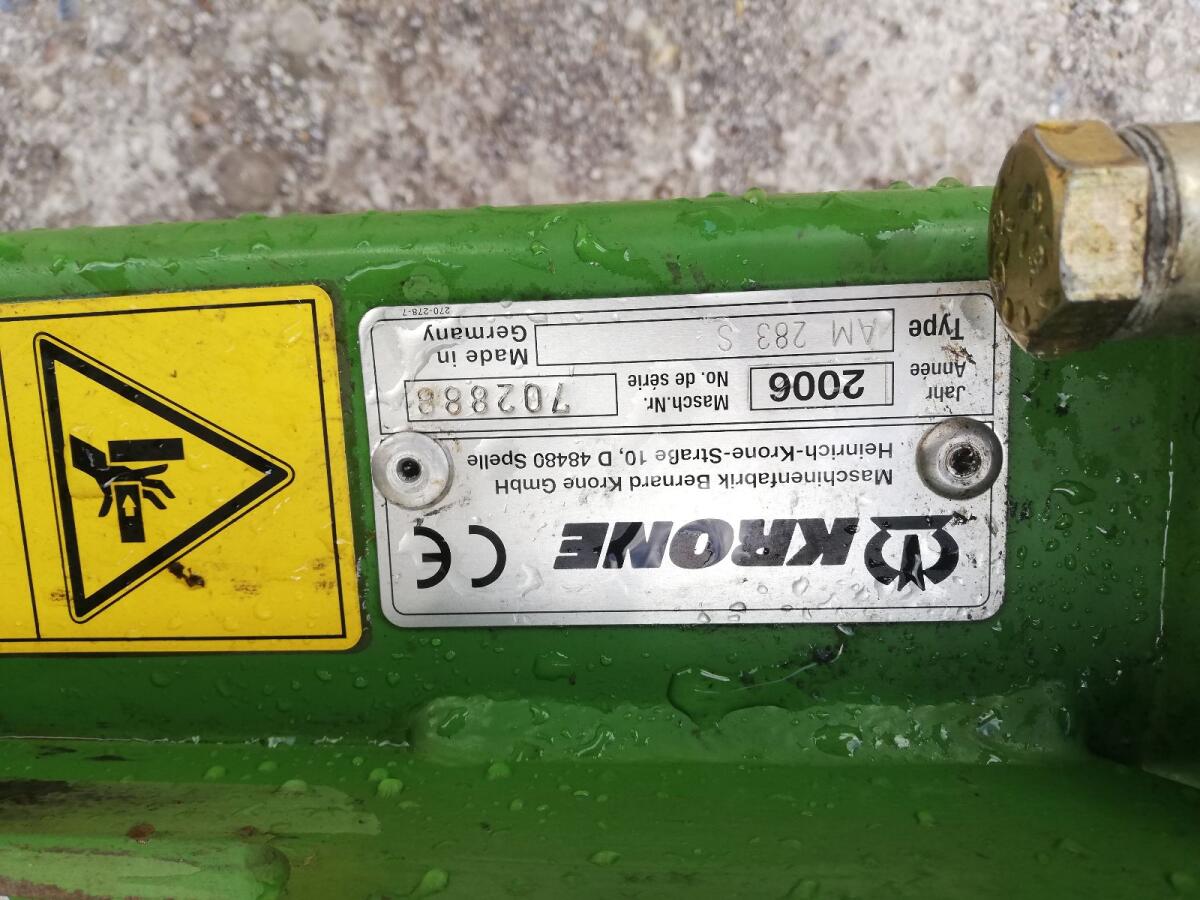 KRONE CE
Maschinenfabrik Bernard Krone GmbH
Heinrich-Krone-Straße 10, D 48480 Spelle
Jahr
Année
2006
Masch.Nr.
No. de série
702888
Type
AM 283 S
Made in
Germany
270-278-7